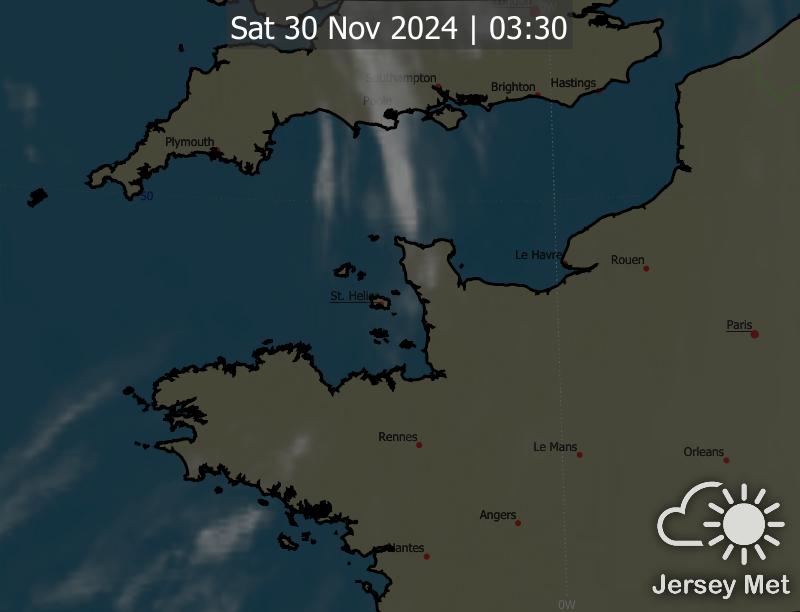 London
Sat 30 Nov 2024 | 03:30
Southampton
Brighton
Hastings
Poole
Plymouth
50
Le Havre
Rouen
St. Helier
Paris
Rennes
Le Mans
Orleans
Angers
Nantes
0W
Jersey Met